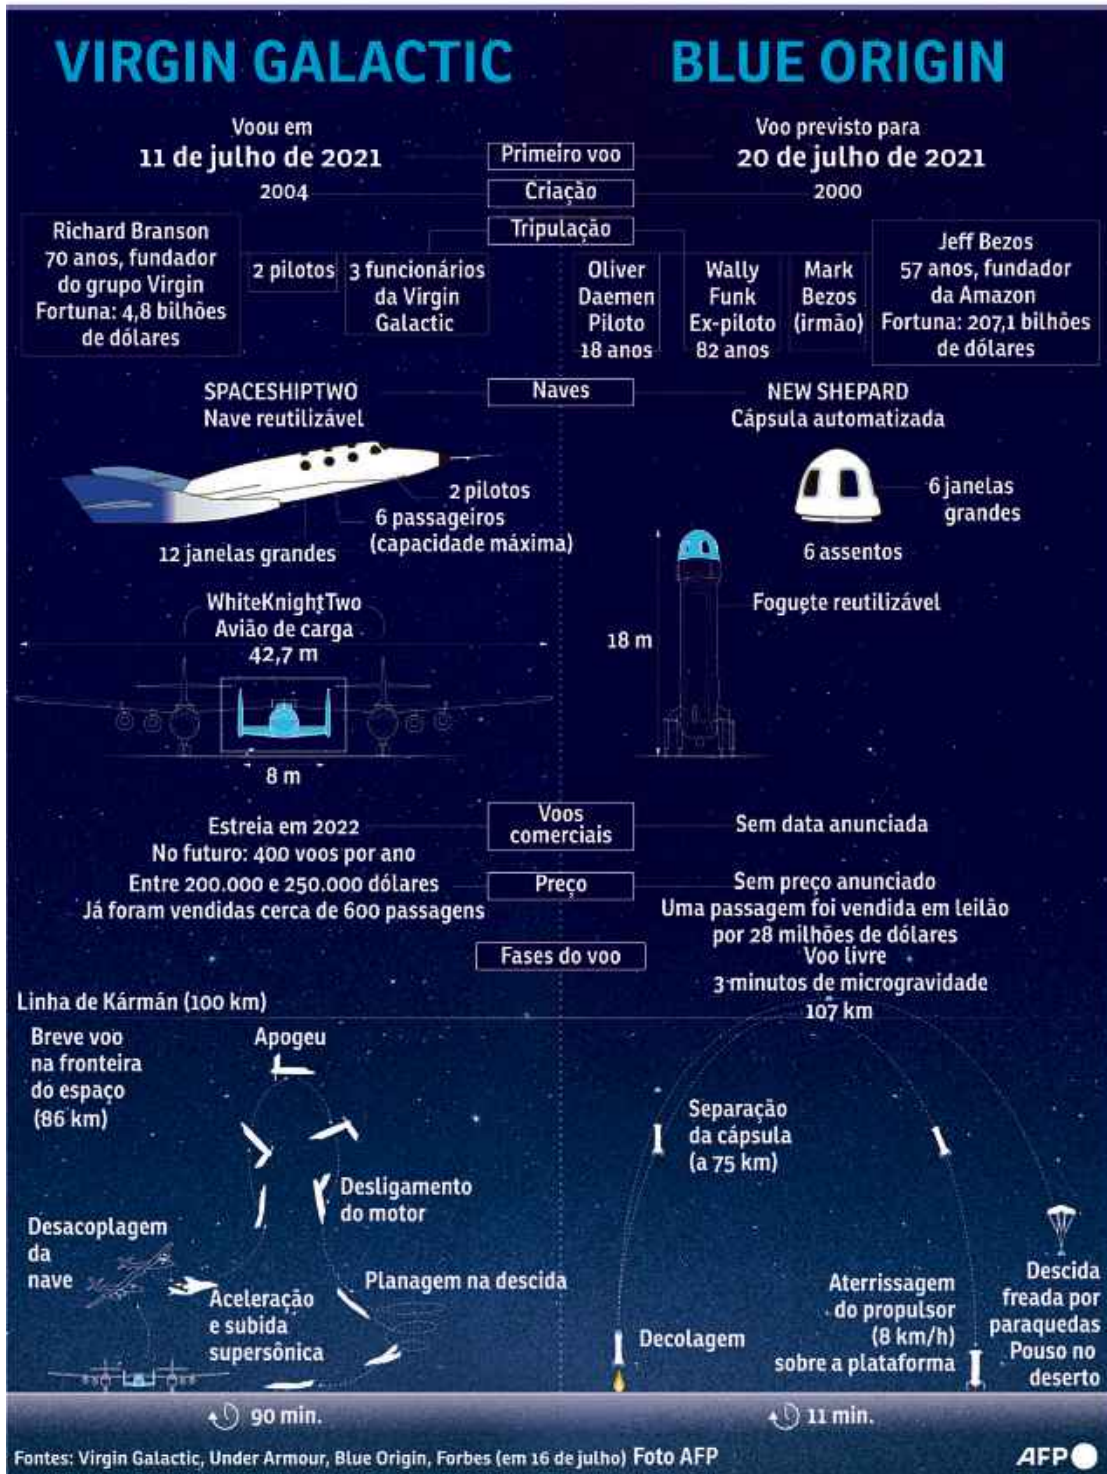 VIRGIN GALACTIC
BLUE ORIGIN
Voou em
11 de julho de 2021
Primeiro voo
Voo previsto para
20 de julho de 2021
2004
Criação
2000
Tripulação
Richard Branson
70 anos, fundador
do grupo Virgin
Fortuna: 4,8 bilhões
de dólares
2 pilotos
3 funcionários
da Virgin
Galactic
Oliver
Daemen
Piloto
18 anos
Wally
Funk
Ex-piloto
82 anos
Mark
Bezos
(irmão)
Jeff Bezos
57 anos, fundador
da Amazon
Fortuna: 207,1 bilhões
de dólares
Naves
SPACESHIPTWO
Nave reutilizável
2 pilotos
6 passageiros
(capacidade máxima)
12 janelas grandes
WhiteKnightTwo
Avião de carga
42,7 m
8 m
NEW SHEPARD
Cápsula automatizada
6 janelas
grandes
6 assentos
Foguete reutilizável
18 m
Estreia em 2022
No futuro: 400 voos por ano
Voos
comerciais
Sem data anunciada
Entre 200.000 e 250.000 dólares
Já foram vendidas cerca de 600 passagens
Preço
Sem preço anunciado
Uma passagem foi vendida em leilão
por 28 milhões de dólares
Fases do voo
Linha de Kármán (100 km)
Breve voo
na fronteira
do espaço
(86 km)
Apogeu
Desligamento
do motor
Desacoplagem
da
nave
Aceleração
e subida
supersônica
Planagem na descida
90 min.
Voo livre
3 minutos de microgravidade
107 km
Separação
da cápsula
(a 75 km)
Decolagem
Aterrissagem
do propulsor
(8 km/h)
sobre a plataforma
Descida
freada por
paraquedas
Pouso no
deserto
11 min.
Fontes: Virgin Galactic, Under Armour, Blue Origin, Forbes (em 16 de julho) Foto AFP
AFP